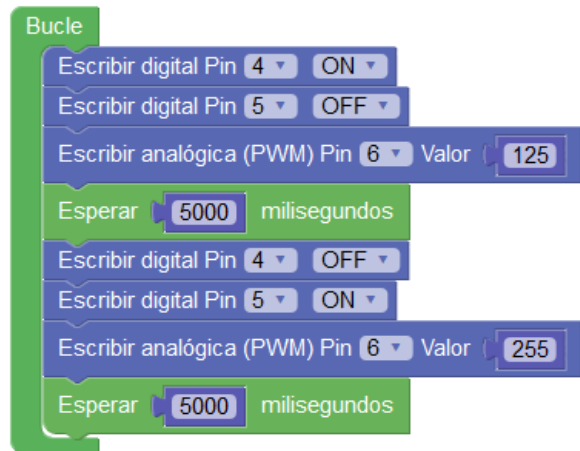 Bucle
Escribir digital Pin 4 ON
Escribir digital Pin 5 OFF
Escribir analógica (PWM) Pin 6 Valor 125
Esperar 5000 milisegundos
Escribir digital Pin 4 OFF
Escribir digital Pin 5 ON
Escribir analógica (PWM) Pin 6 Valor 255
Esperar 5000 milisegundos